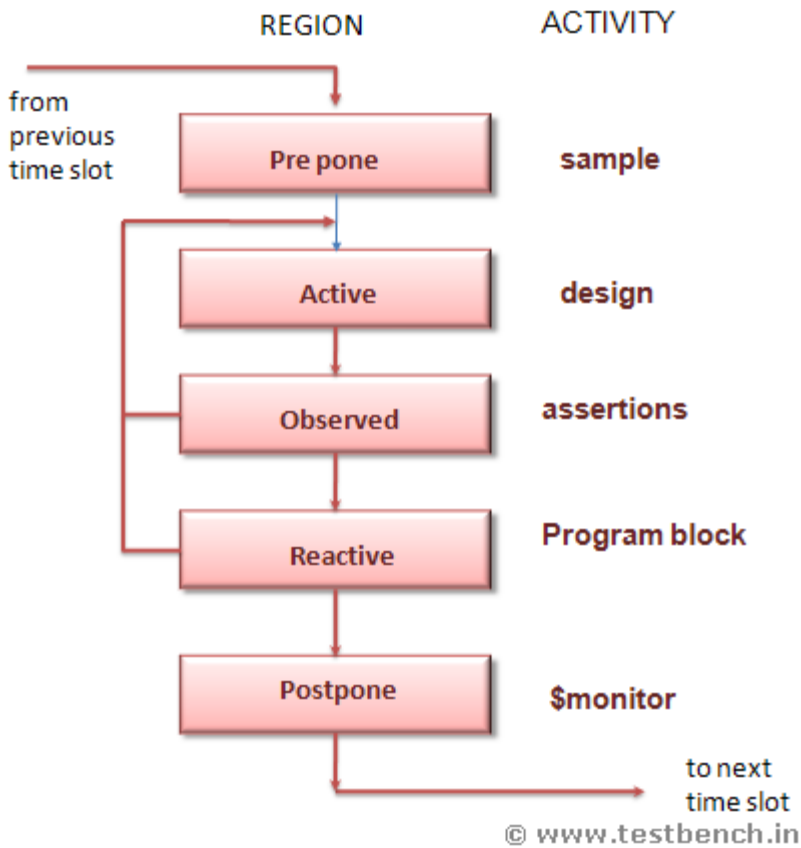 REGION
ACTIVITY
from
previous
time slot
Pre pone
sample
Active
design
Observed
assertions
Reactive
Program block
Postpone
$monitor
to next
time slot
© www.testbench.in